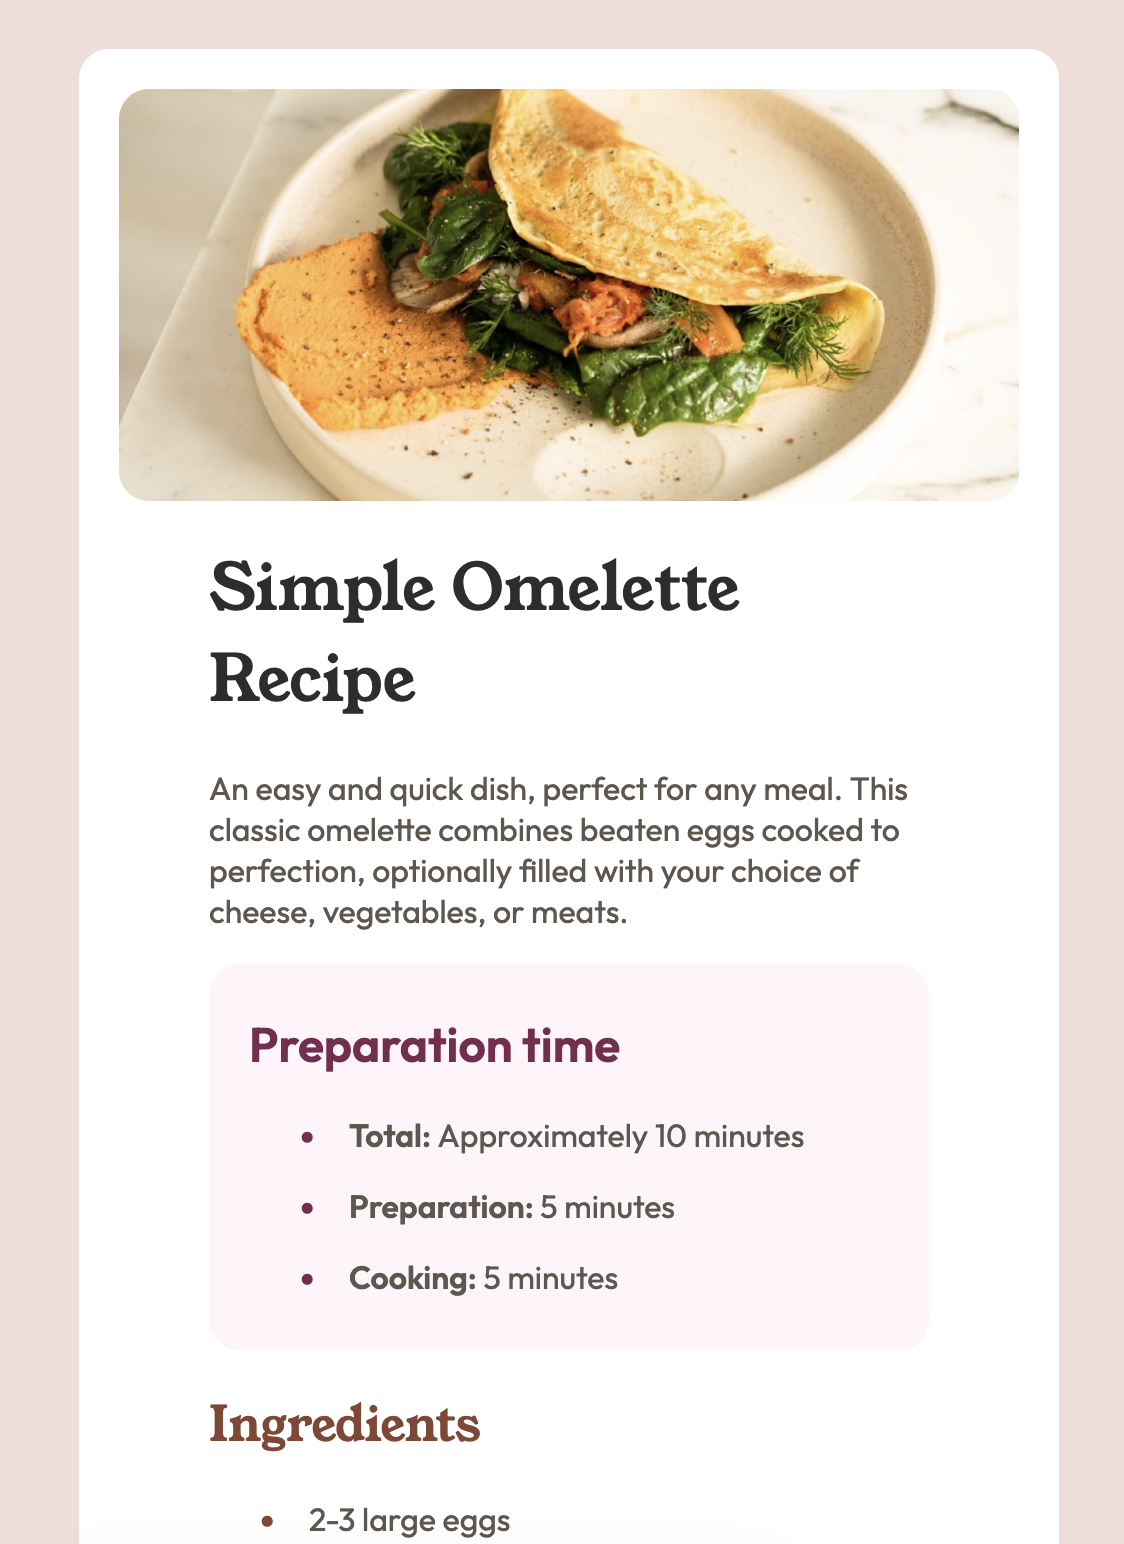 Simple Omelette
Recipe
An easy and quick dish, perfect for any meal. This
classic omelette combines beaten eggs cooked to
perfection, optionally filled with your choice of
cheese, vegetables, or meats.
Preparation time
• Total: Approximately 10 minutes
• Preparation: 5 minutes
• Cooking: 5 minutes
Ingredients
• 2-3 large eggs